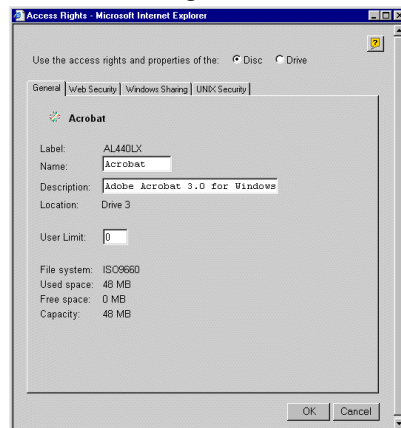 Access Rights - Microsoft Internet Explorer
?
Use the access rights and properties of the: Disc Drive
General Web Security Windows Sharing UNIX Security
Acrobat
Label: AL440LX
Name: Acrobat
Description: Adobe Acrobat 3.0 for Windows
Location: Drive 3
User Limit: 0
File system: ISO9660
Used space: 48 MB
Free space: 0 MB
Capacity: 48 MB
OK Cancel